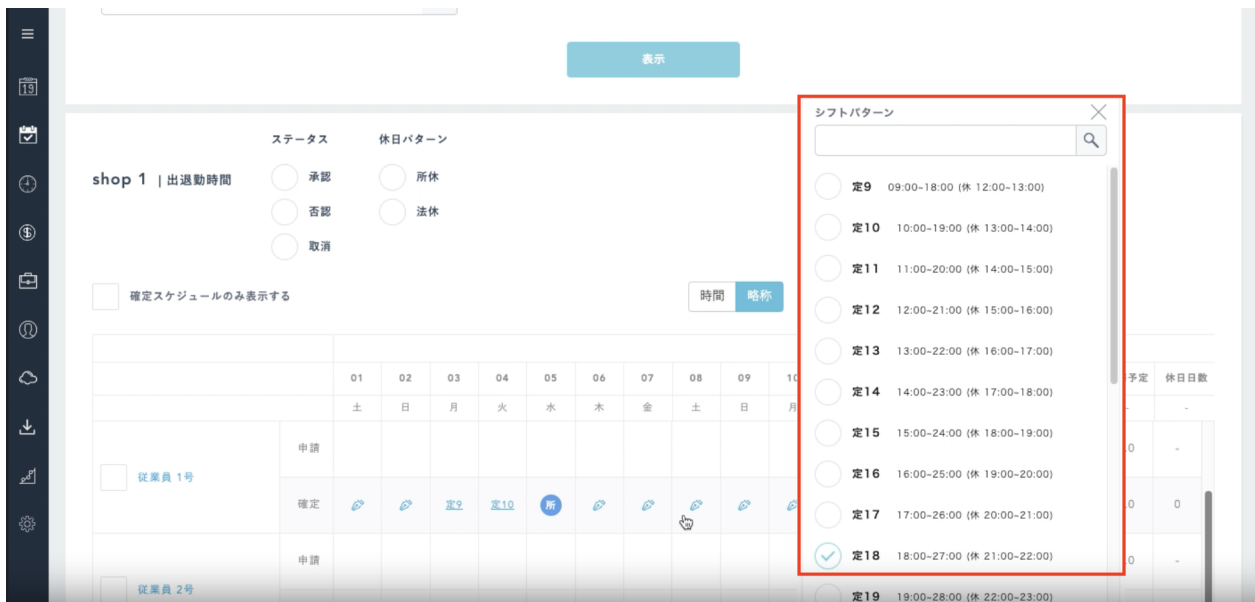 19
表示
シフトパターン
ステータス 休日パターン
shop 1 | 出退勤時間
承認 所休
否認 法休
取消
確定スケジュールのみ表示する
時間 略称
定9 09:00~18:00 (休 12:00~13:00)
定10 10:00~19:00 (休 13:00~14:00)
定11 11:00~20:00 (休 14:00~15:00)
定12 12:00~21:00 (休 15:00~16:00)
定13 13:00~22:00 (休 16:00~17:00)
定14 14:00~23:00 (休 17:00~18:00)
定15 15:00~24:00 (休 18:00~19:00)
定16 16:00~25:00 (休 19:00~20:00)
定17 17:00~26:00 (休 20:00~21:00)
定18 18:00~27:00 (休 21:00~22:00)
定19 19:00~28:00 (休 22:00~23:00)
01 02 03 04 05 06 07 08 09 10 予定 休日日数
土 日 月 火 水 木 金 土 日 月 - -
従業員 1号
申請 .0 -
確定 定9 定10 所 .0 0
従業員 2号
申請 .0 -